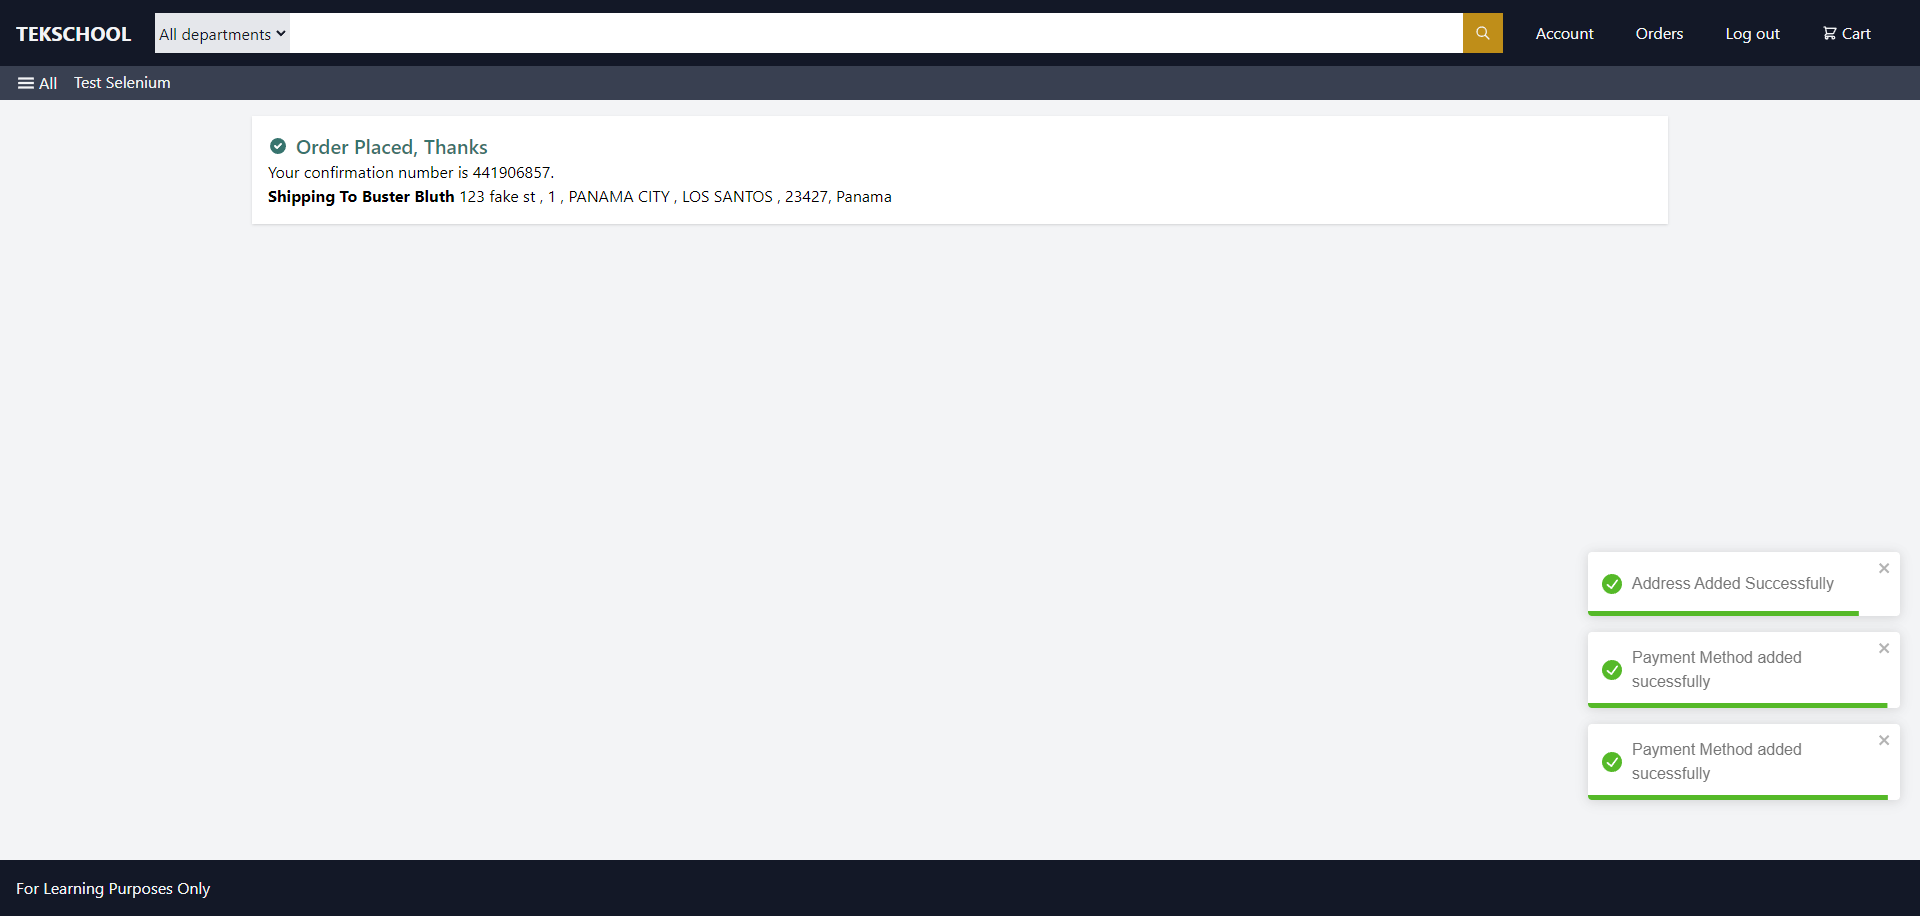 TEKSCHOOL
All departments
Account
Orders
Log out
Cart
All
Test Selenium
Order Placed, Thanks
Your confirmation number is 441906857.
Shipping To Buster Bluth 123 fake st , 1 , PANAMA CITY , LOS SANTOS , 23427, Panama
Address Added Successfully
Payment Method added
sucessfully
Payment Method added
sucessfully
For Learning Purposes Only